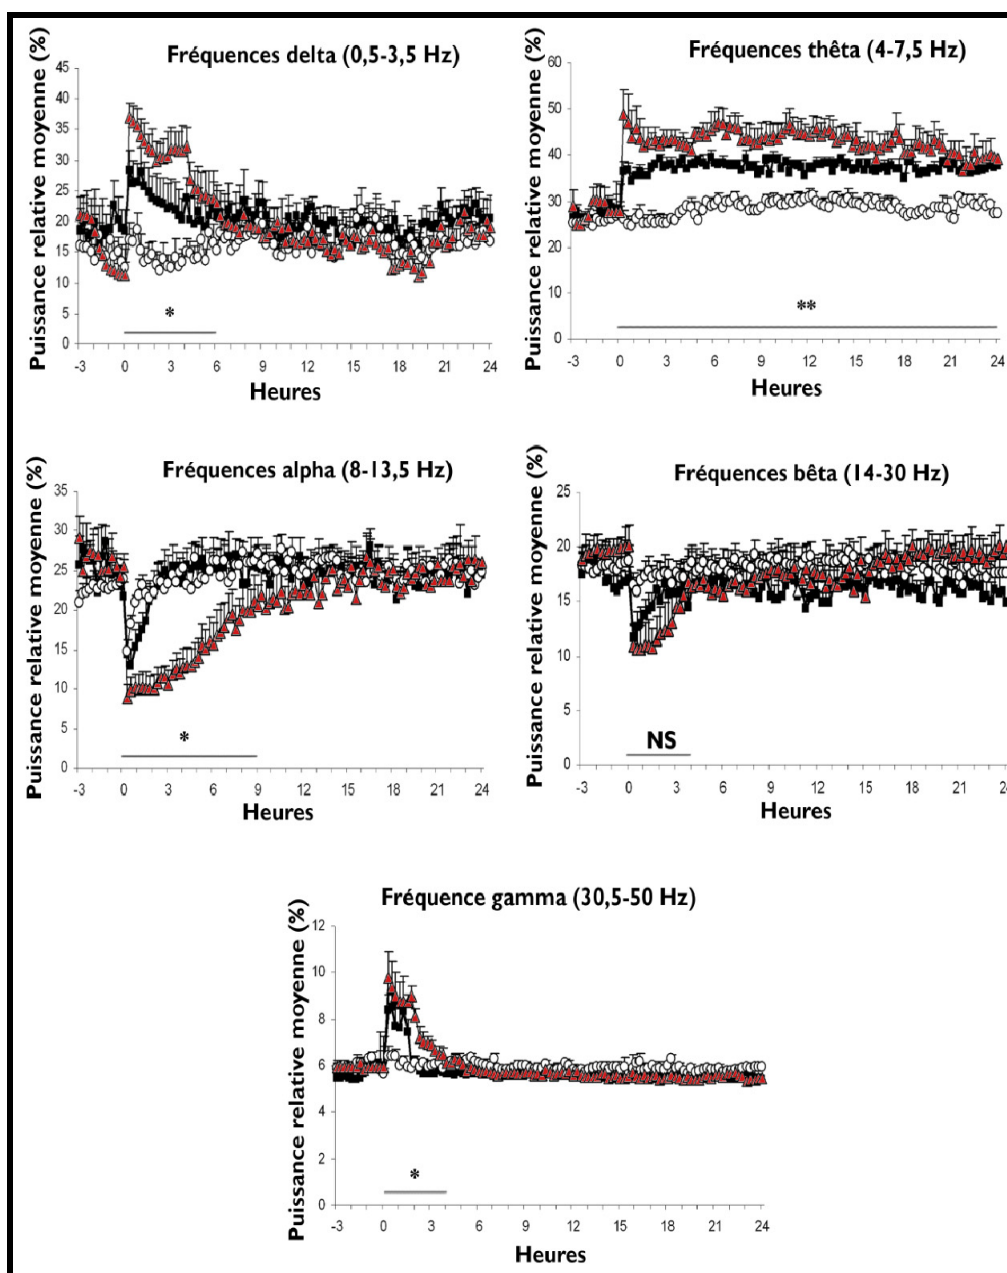 Fréquences delta (0,5-3,5 Hz)
Puissance relative moyenne (%)
45
40
35
30
25
20
15
10
5
0
-3 0 3 6 9 12 15 18 21 24
*
Heures
Fréquences thêta (4-7,5 Hz)
Puissance relative moyenne (%)
60
50
40
30
20
10
0
-3 0 3 6 9 12 15 18 21 24
**
Heures
Fréquences alpha (8-13,5 Hz)
Puissance relative moyenne (%)
35
30
25
20
15
10
5
0
-3 0 3 6 9 12 15 18 21 24
*
Heures
Fréquences bêta (14-30 Hz)
Puissance relative moyenne (%)
25
20
15
10
5
0
-3 0 3 6 9 12 15 18 21 24
NS
Heures
Fréquence gamma (30,5-50 Hz)
Puissance relative moyenne (%)
12
10
8
6
4
2
0
-3 0 3 6 9 12 15 18 21 24
*
Heures